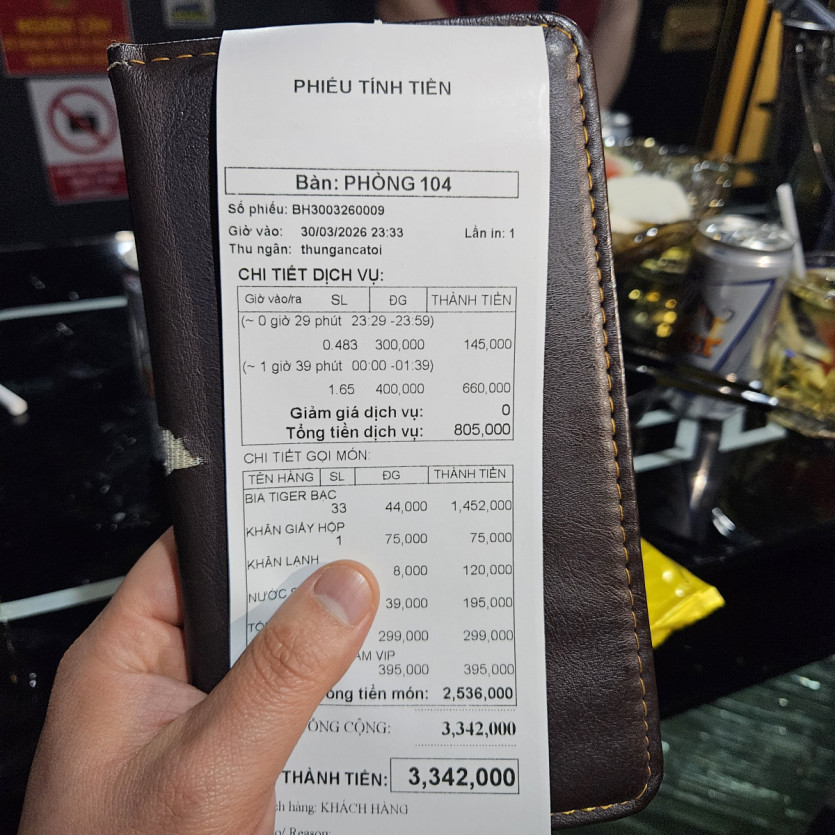 PHIẾU TÍNH TIỀN
Bàn: PHÒNG 104
Số phiếu: BH3003260009
Giờ vào: 30/03/2026 23:33 Lần in: 1
Thu ngân: thungancatoi
CHI TIẾT DỊCH VỤ:
Giờ vào/ra SL ĐG THÀNH TIỀN
(~ 0 giờ 29 phút 23:29 -23:59)
0.483 300,000 145,000
(~ 1 giờ 39 phút 00:00 -01:39)
1.65 400,000 660,000
Giảm giá dịch vụ: 0
Tổng tiền dịch vụ: 805,000
CHI TIẾT GỌI MÓN:
TÊN HÀNG SL ĐG THÀNH TIỀN
BIA TIGER BẠC
33 44,000 1,452,000
KHĂN GIẤY HỘP
1 75,000 75,000
KHĂN LẠNH
8,000 120,000
NƯỚC
39,000 195,000
299,000 299,000
VIP
395,000 395,000
tiền món: 2,536,000
CỘNG: 3,342,000
THÀNH TIỀN: 3,342,000
hàng: KHÁCH HÀNG
Reason: